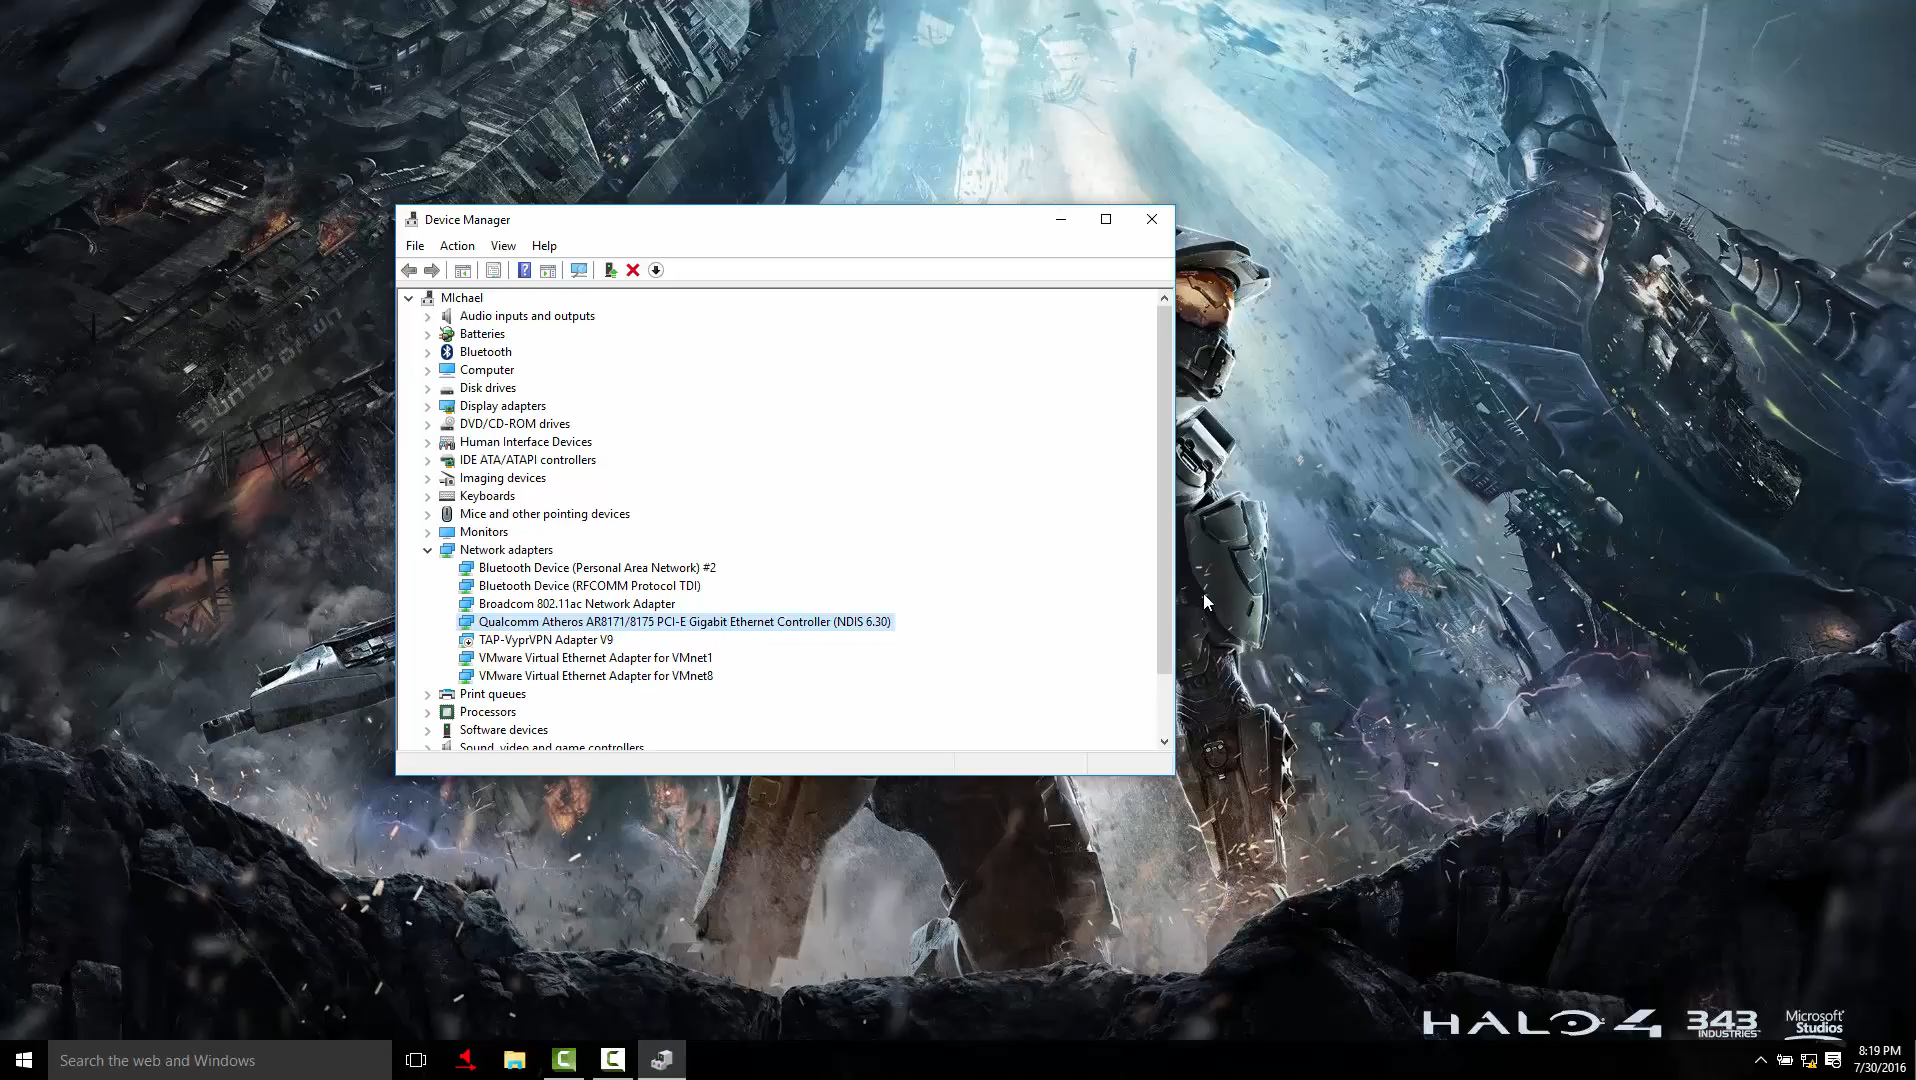 Device Manager
File Action View Help
MIchael
Audio inputs and outputs
Batteries
Bluetooth
Computer
Disk drives
Display adapters
DVD/CD-ROM drives
Human Interface Devices
IDE ATA/ATAPI controllers
Imaging devices
Keyboards
Mice and other pointing devices
Monitors
Network adapters
Bluetooth Device (Personal Area Network) #2
Bluetooth Device (RFCOMM Protocol TDI)
Broadcom 802.11ac Network Adapter
Qualcomm Atheros AR8171/8175 PCI-E Gigabit Ethernet Controller (NDIS 6.30)
TAP-VyprVPN Adapter V9
VMware Virtual Ethernet Adapter for VMnet1
VMware Virtual Ethernet Adapter for VMnet8
Print queues
Processors
Software devices
Sound, video and game controllers
HALO 4
343 INDUSTRIES
Microsoft Studios
Search the web and Windows
8:19 PM
7/30/2016